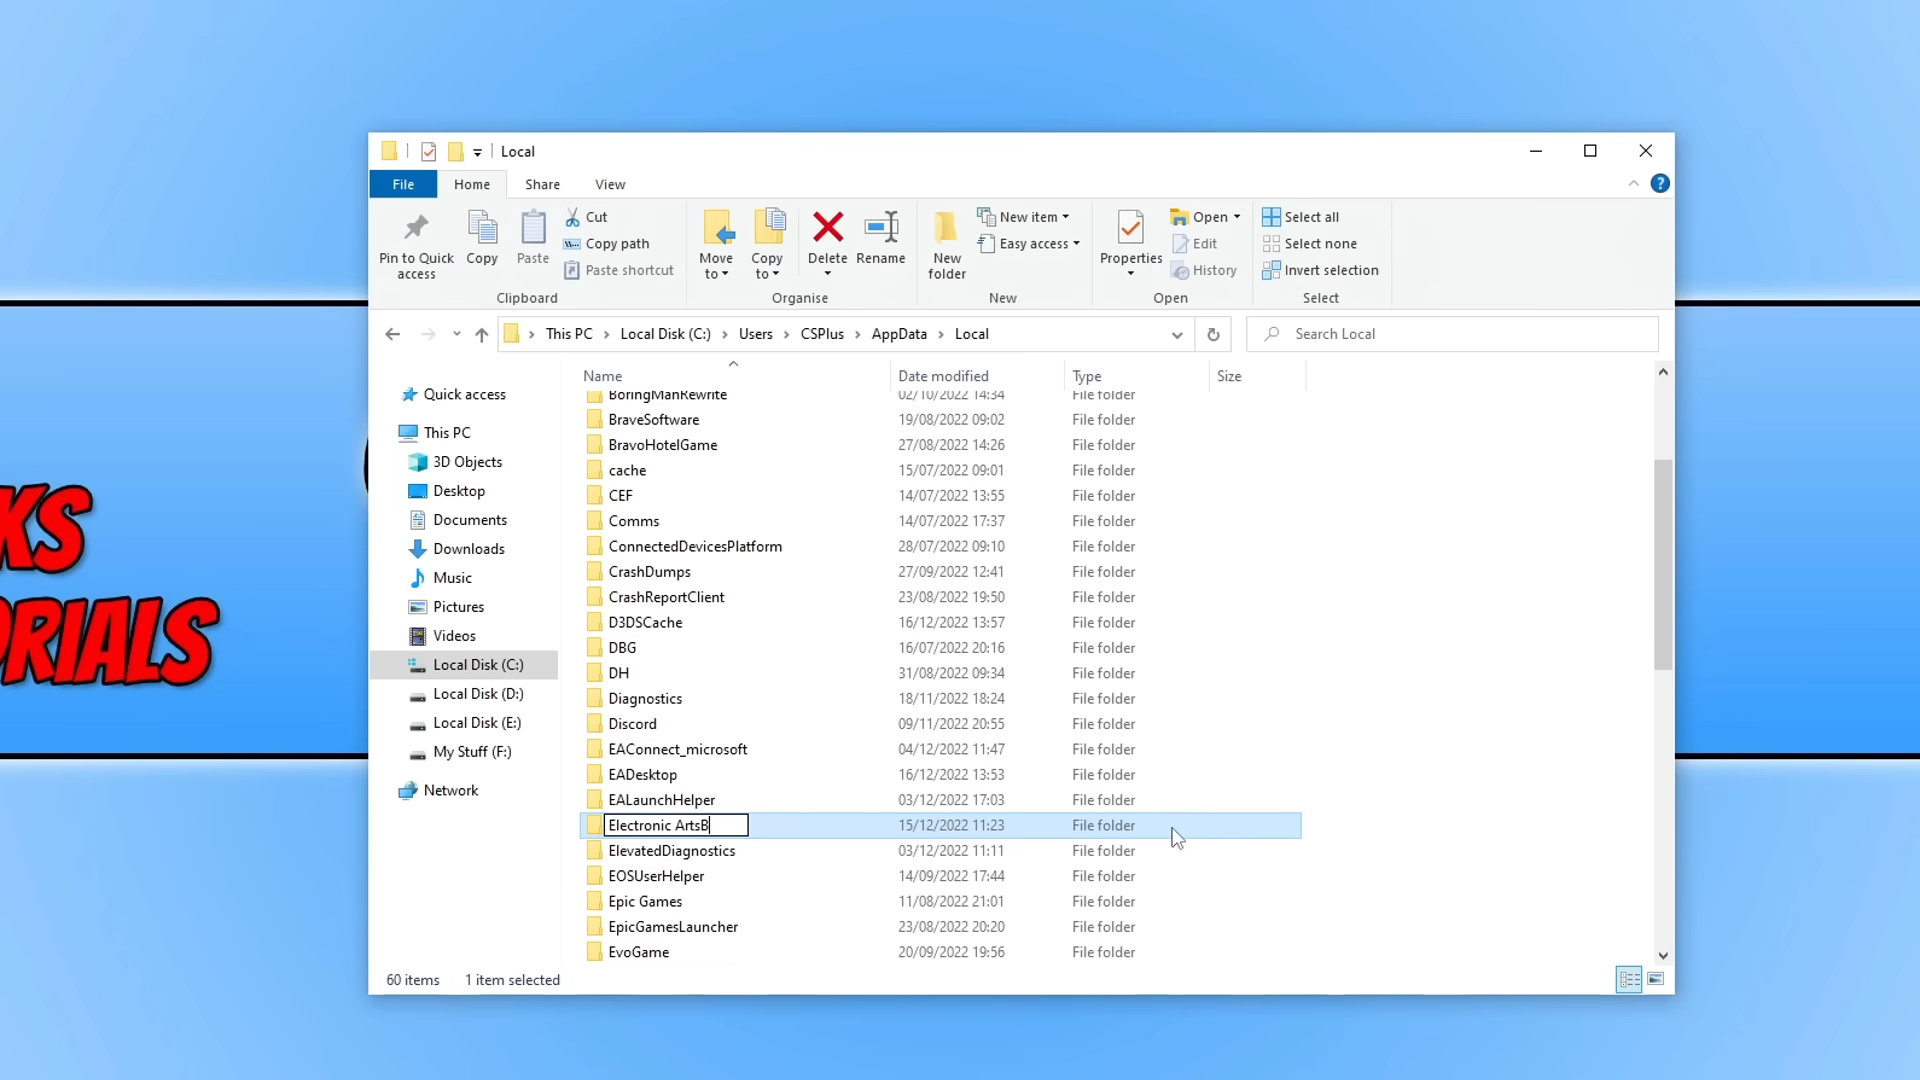 Local
File Home Share View
Pin to Quick access
Copy
Paste
Cut
Copy path
Paste shortcut
Clipboard
Move to
Copy to
Delete
Rename
Organise
New folder
New item
Easy access
New
Properties
Open
Edit
History
Open
Select all
Select none
Invert selection
Select
This PC > Local Disk (C:) > Users > CSPlus > AppData > Local
Search Local
Quick access
This PC
3D Objects
Desktop
Documents
Downloads
Music
Pictures
Videos
Local Disk (C:)
Local Disk (D:)
Local Disk (E:)
My Stuff (F:)
Network
Name Date modified Type Size
BoringManRewrite 02/10/2022 14:34 File folder
BraveSoftware 19/08/2022 09:02 File folder
BravoHotelGame 27/08/2022 14:26 File folder
cache 15/07/2022 09:01 File folder
CEF 14/07/2022 13:55 File folder
Comms 14/07/2022 17:37 File folder
ConnectedDevicesPlatform 28/07/2022 09:10 File folder
CrashDumps 27/09/2022 12:41 File folder
CrashReportClient 23/08/2022 19:50 File folder
D3DSCache 16/12/2022 13:57 File folder
DBG 16/07/2022 20:16 File folder
DH 31/08/2022 09:34 File folder
Diagnostics 18/11/2022 18:24 File folder
Discord 09/11/2022 20:55 File folder
EAConnect_microsoft 04/12/2022 11:47 File folder
EADesktop 16/12/2022 13:53 File folder
EALaunchHelper 03/12/2022 17:03 File folder
Electronic ArtsB 15/12/2022 11:23 File folder
ElevatedDiagnostics 03/12/2022 11:11 File folder
EOSUserHelper 14/09/2022 17:44 File folder
Epic Games 11/08/2022 21:01 File folder
EpicGamesLauncher 23/08/2022 20:20 File folder
EvoGame 20/09/2022 19:56 File folder
60 items 1 item selected
KS
ORIALS